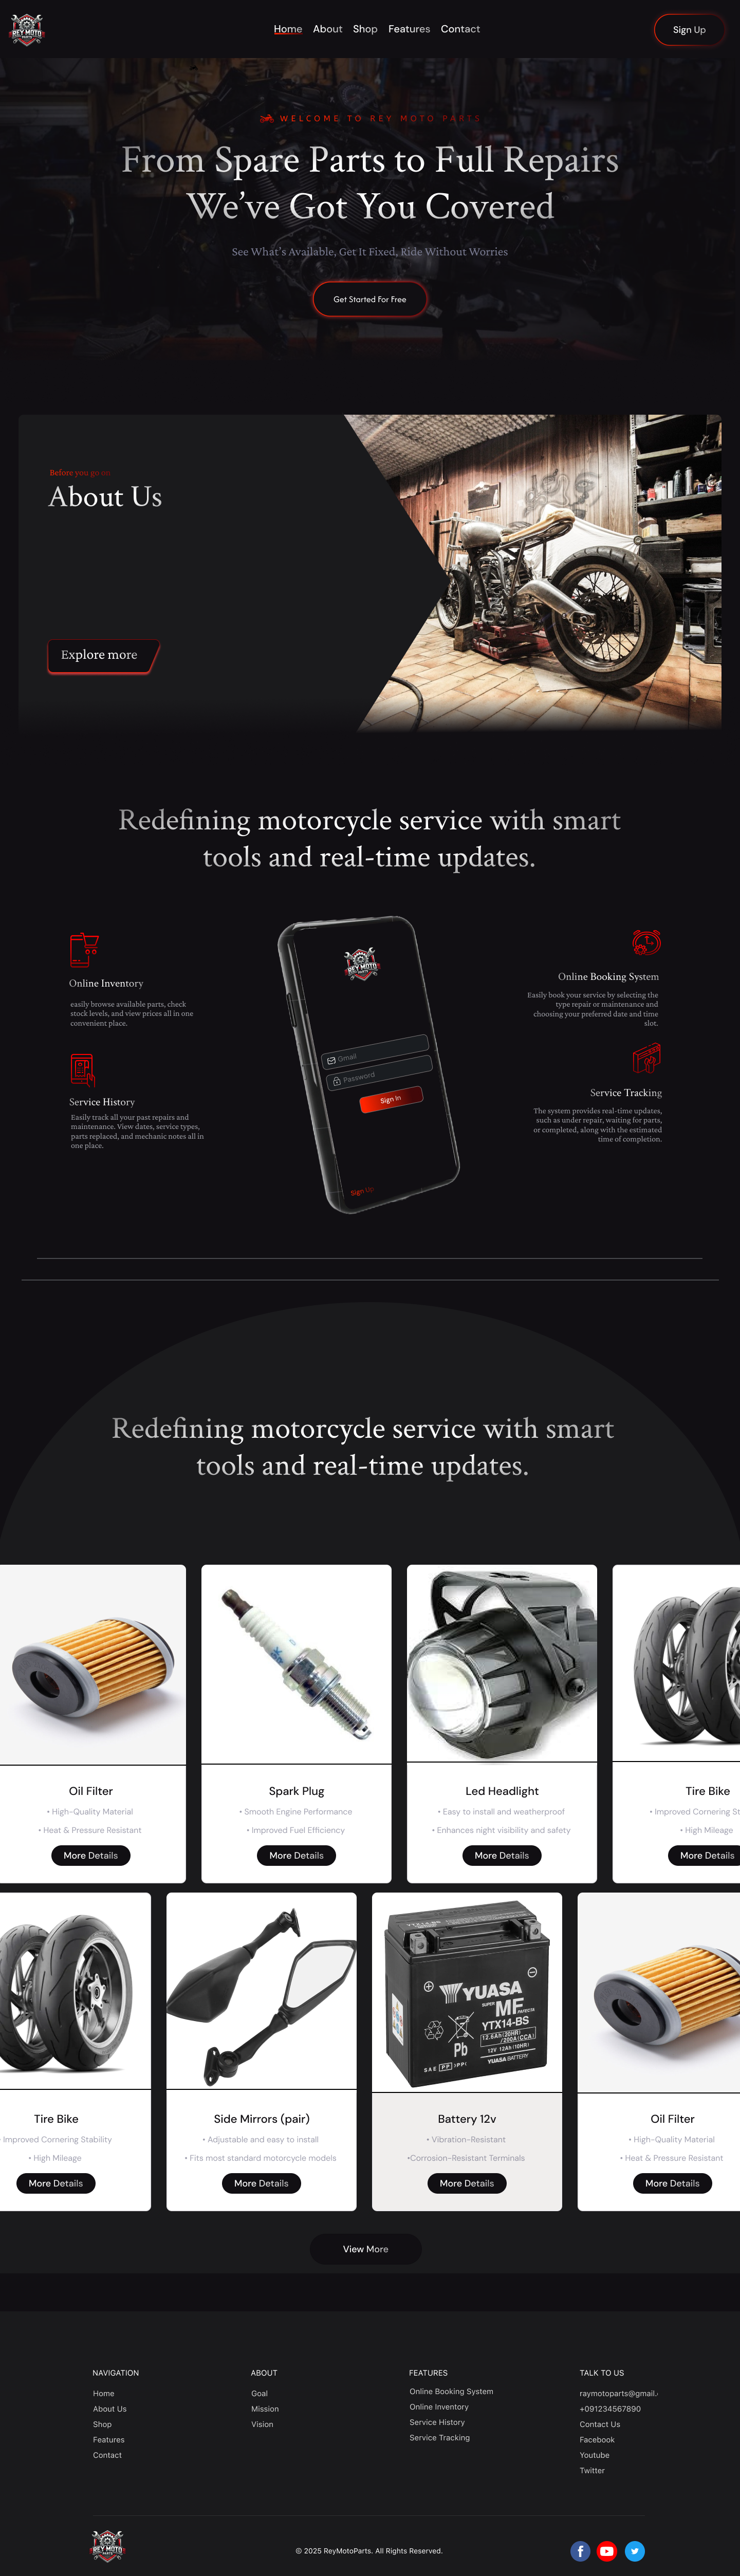 REY MOTO
PARTS
Home
About
Shop
Features
Contact
Sign Up
WELCOME TO REY MOTO PARTS
From Spare Parts to Full Repairs
We've Got You Covered
See What's Available, Get It Fixed, Ride Without Worries
Get Started For Free
Before you go on
About Us
Explore more
Redefining motorcycle service with smart
tools and real-time updates.
Online Inventory
easily browse available parts, check
stock levels, and view prices all in one
convenient place.
Service History
Easily track all your past repairs and
maintenance. View dates, service types,
parts replaced, and mechanic notes all in
one place.
REY MOTO
PARTS
Gmail
Password
Sign In
Sign Up
Online Booking System
Easily book your service by selecting the
type repair or maintenance and
choosing your preferred date and time
slot.
Service Tracking
The system provides real-time updates,
such as under repair, waiting for parts,
or completed, along with the estimated
time of completion.
Redefining motorcycle service with smart
tools and real-time updates.
Oil Filter
• High-Quality Material
• Heat & Pressure Resistant
More Details
Spark Plug
• Smooth Engine Performance
• Improved Fuel Efficiency
More Details
Led Headlight
• Easy to install and weatherproof
• Enhances night visibility and safety
More Details
Tire Bike
• Improved Cornering St
• High Mileage
More Details
Tire Bike
Improved Cornering Stability
• High Mileage
More Details
Side Mirrors (pair)
• Adjustable and easy to install
• Fits most standard motorcycle models
More Details
YUASA
SUPER MF
YTX14-BS
12.6Ah(20HR)
/200A(CCA)
12V 12Ah(10HR)
Pb
SAE PP
YUASA BATTERY
Battery 12v
• Vibration-Resistant
•Corrosion-Resistant Terminals
More Details
Oil Filter
• High-Quality Material
• Heat & Pressure Resistant
More Details
View More
NAVIGATION
Home
About Us
Shop
Features
Contact
ABOUT
Goal
Mission
Vision
FEATURES
Online Booking System
Online Inventory
Service History
Service Tracking
TALK TO US
raymotoparts@gmail.
+091234567890
Contact Us
Facebook
Youtube
Twitter
REY MOTO
PARTS
© 2025 ReyMotoParts. All Rights Reserved.